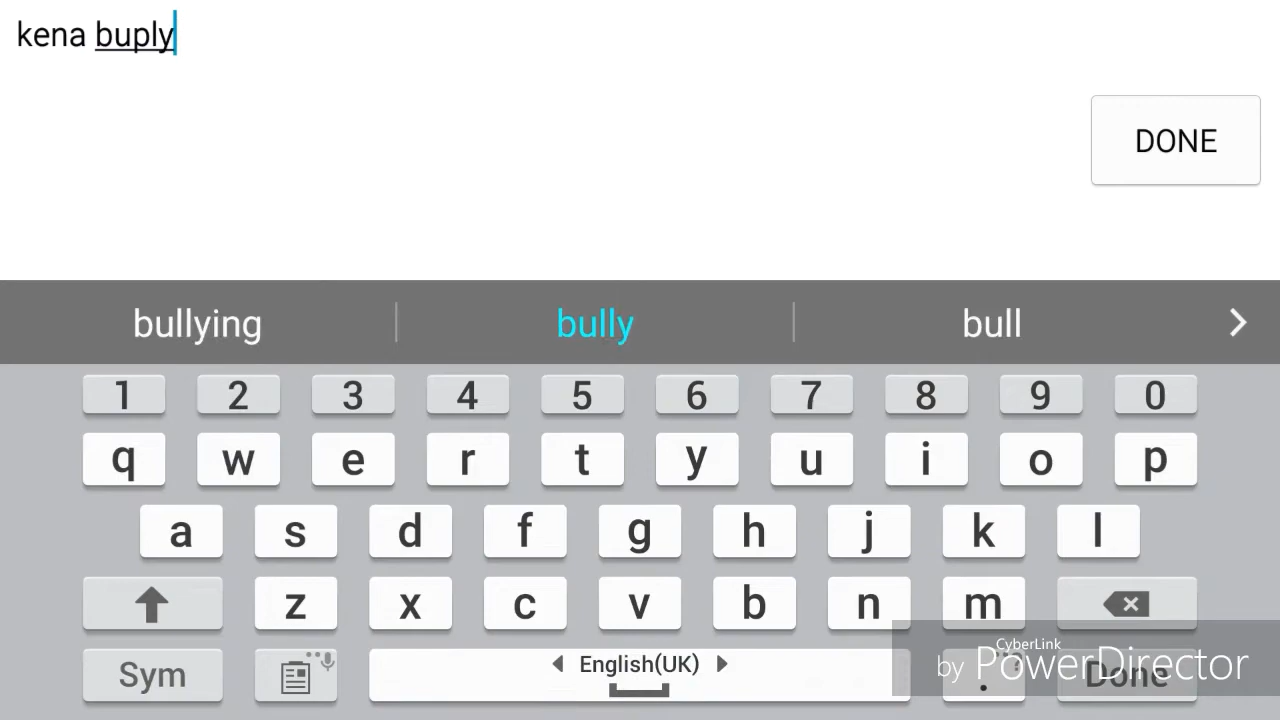 kena buply
DONE
bullying bully bull
1 2 3 4 5 6 7 8 9 0
q w e r t y u i o p
a s d f g h j k l
z x c v b n m
Sym English(UK) . Done
CyberLink
by PowerDirector